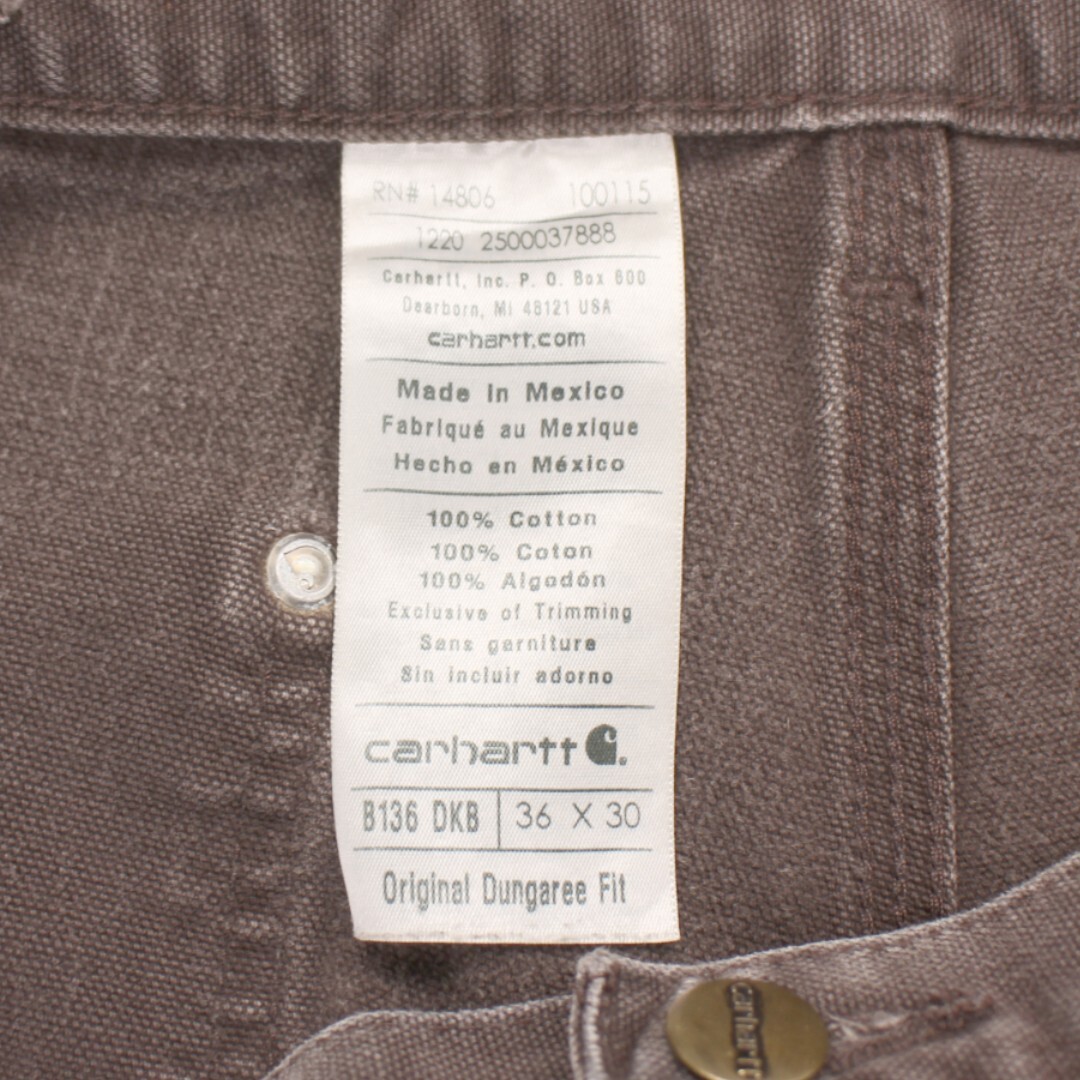 RN# 14806 100115
1220 2500037888
Carhartt, Inc. P. O. Box 600
Dearborn, MI 48121 USA
carhartt.com
Made in Mexico
Fabriqué au Mexique
Hecho en México
100% Cotton
100% Coton
100% Algodón
Exclusive of Trimming
Sans garniture
Sin incluir adorno
carhartt
B136 DKB 36 X 30
Original Dungaree Fit
carhartt